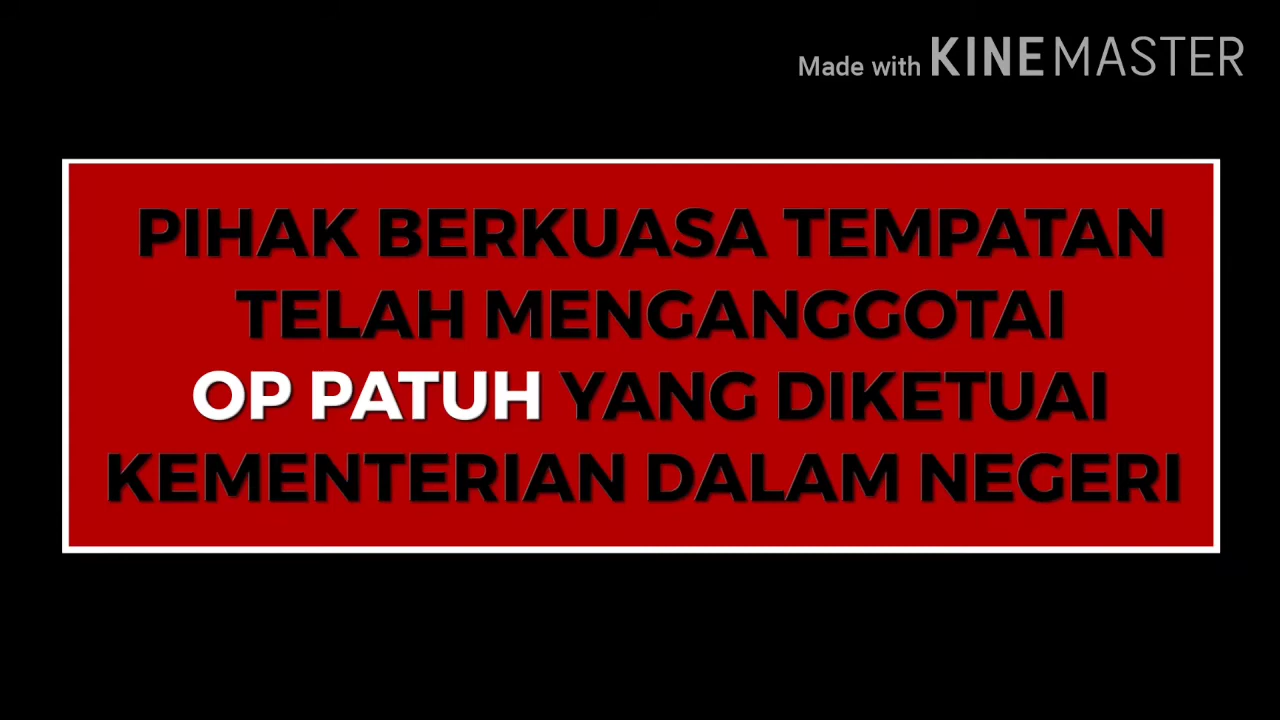 Made with KINEMASTER
PIHAK BERKUASA TEMPATAN
TELAH MENGANGGOTAI
OP PATUH YANG DIKETUAI
KEMENTERIAN DALAM NEGERI